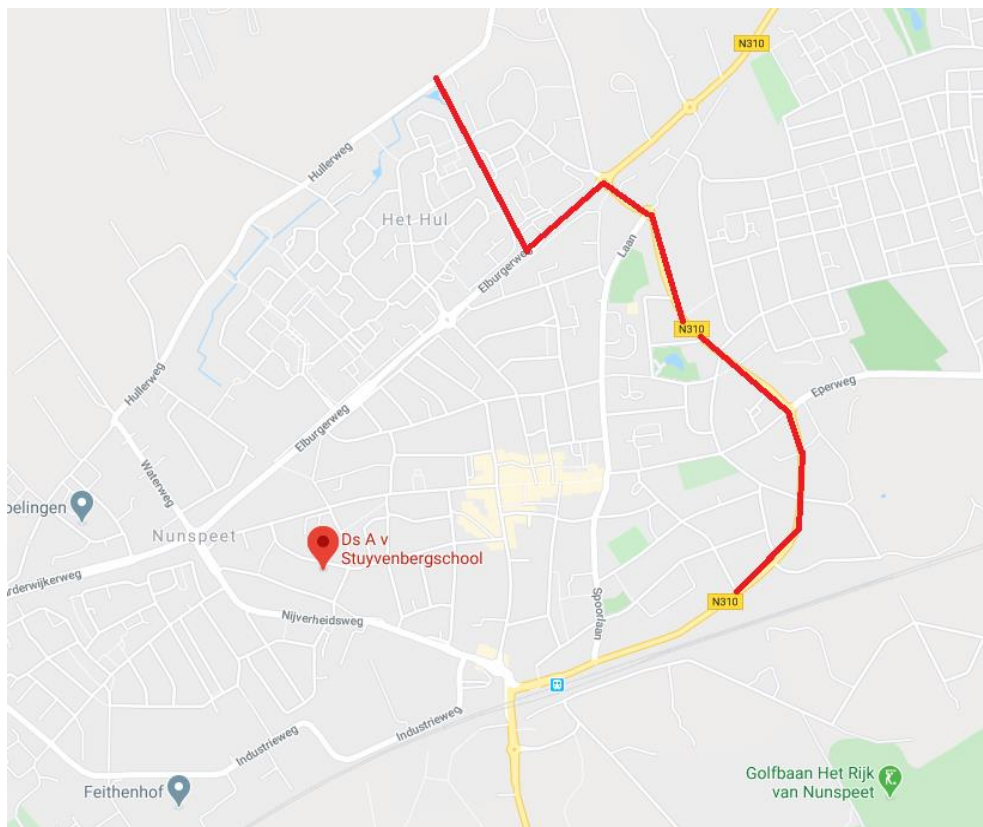 N310
Hullerweg
Het Hul
Elburgerweg
Laan
N310
Eperweg
Hullerweg
Elburgerweg
Waterweg
pelingen
Nunspeet
Ds A v
Stuyvenbergschool
arderwijkerweg
Nijverheidsweg
Spoorlaan
N310
Industrieweg
Industrieweg
Feithenhof
Golfbaan Het Rijk
van Nunspeet